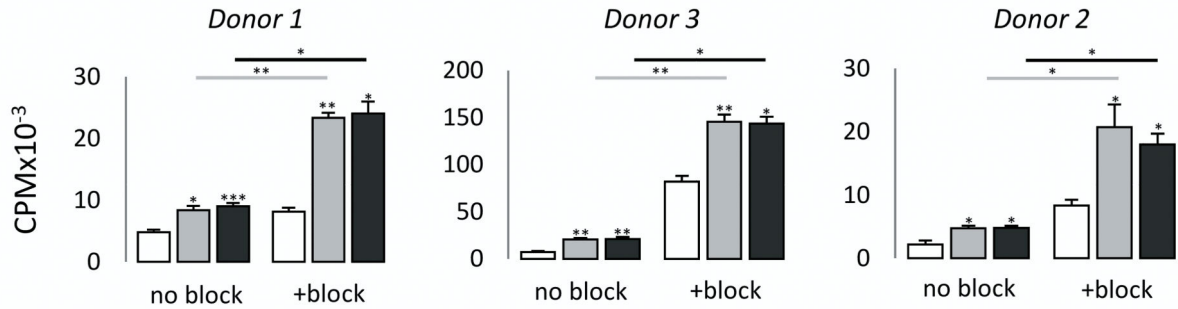 Donor 1 Donor 3 Donor 2
* * *
** ** *
CPMx10-3
30 200 30
20 150 20
10 100 10
0 50 0
0
* *** ** * ** ** ** * * * * *
no block +block no block +block no block +block